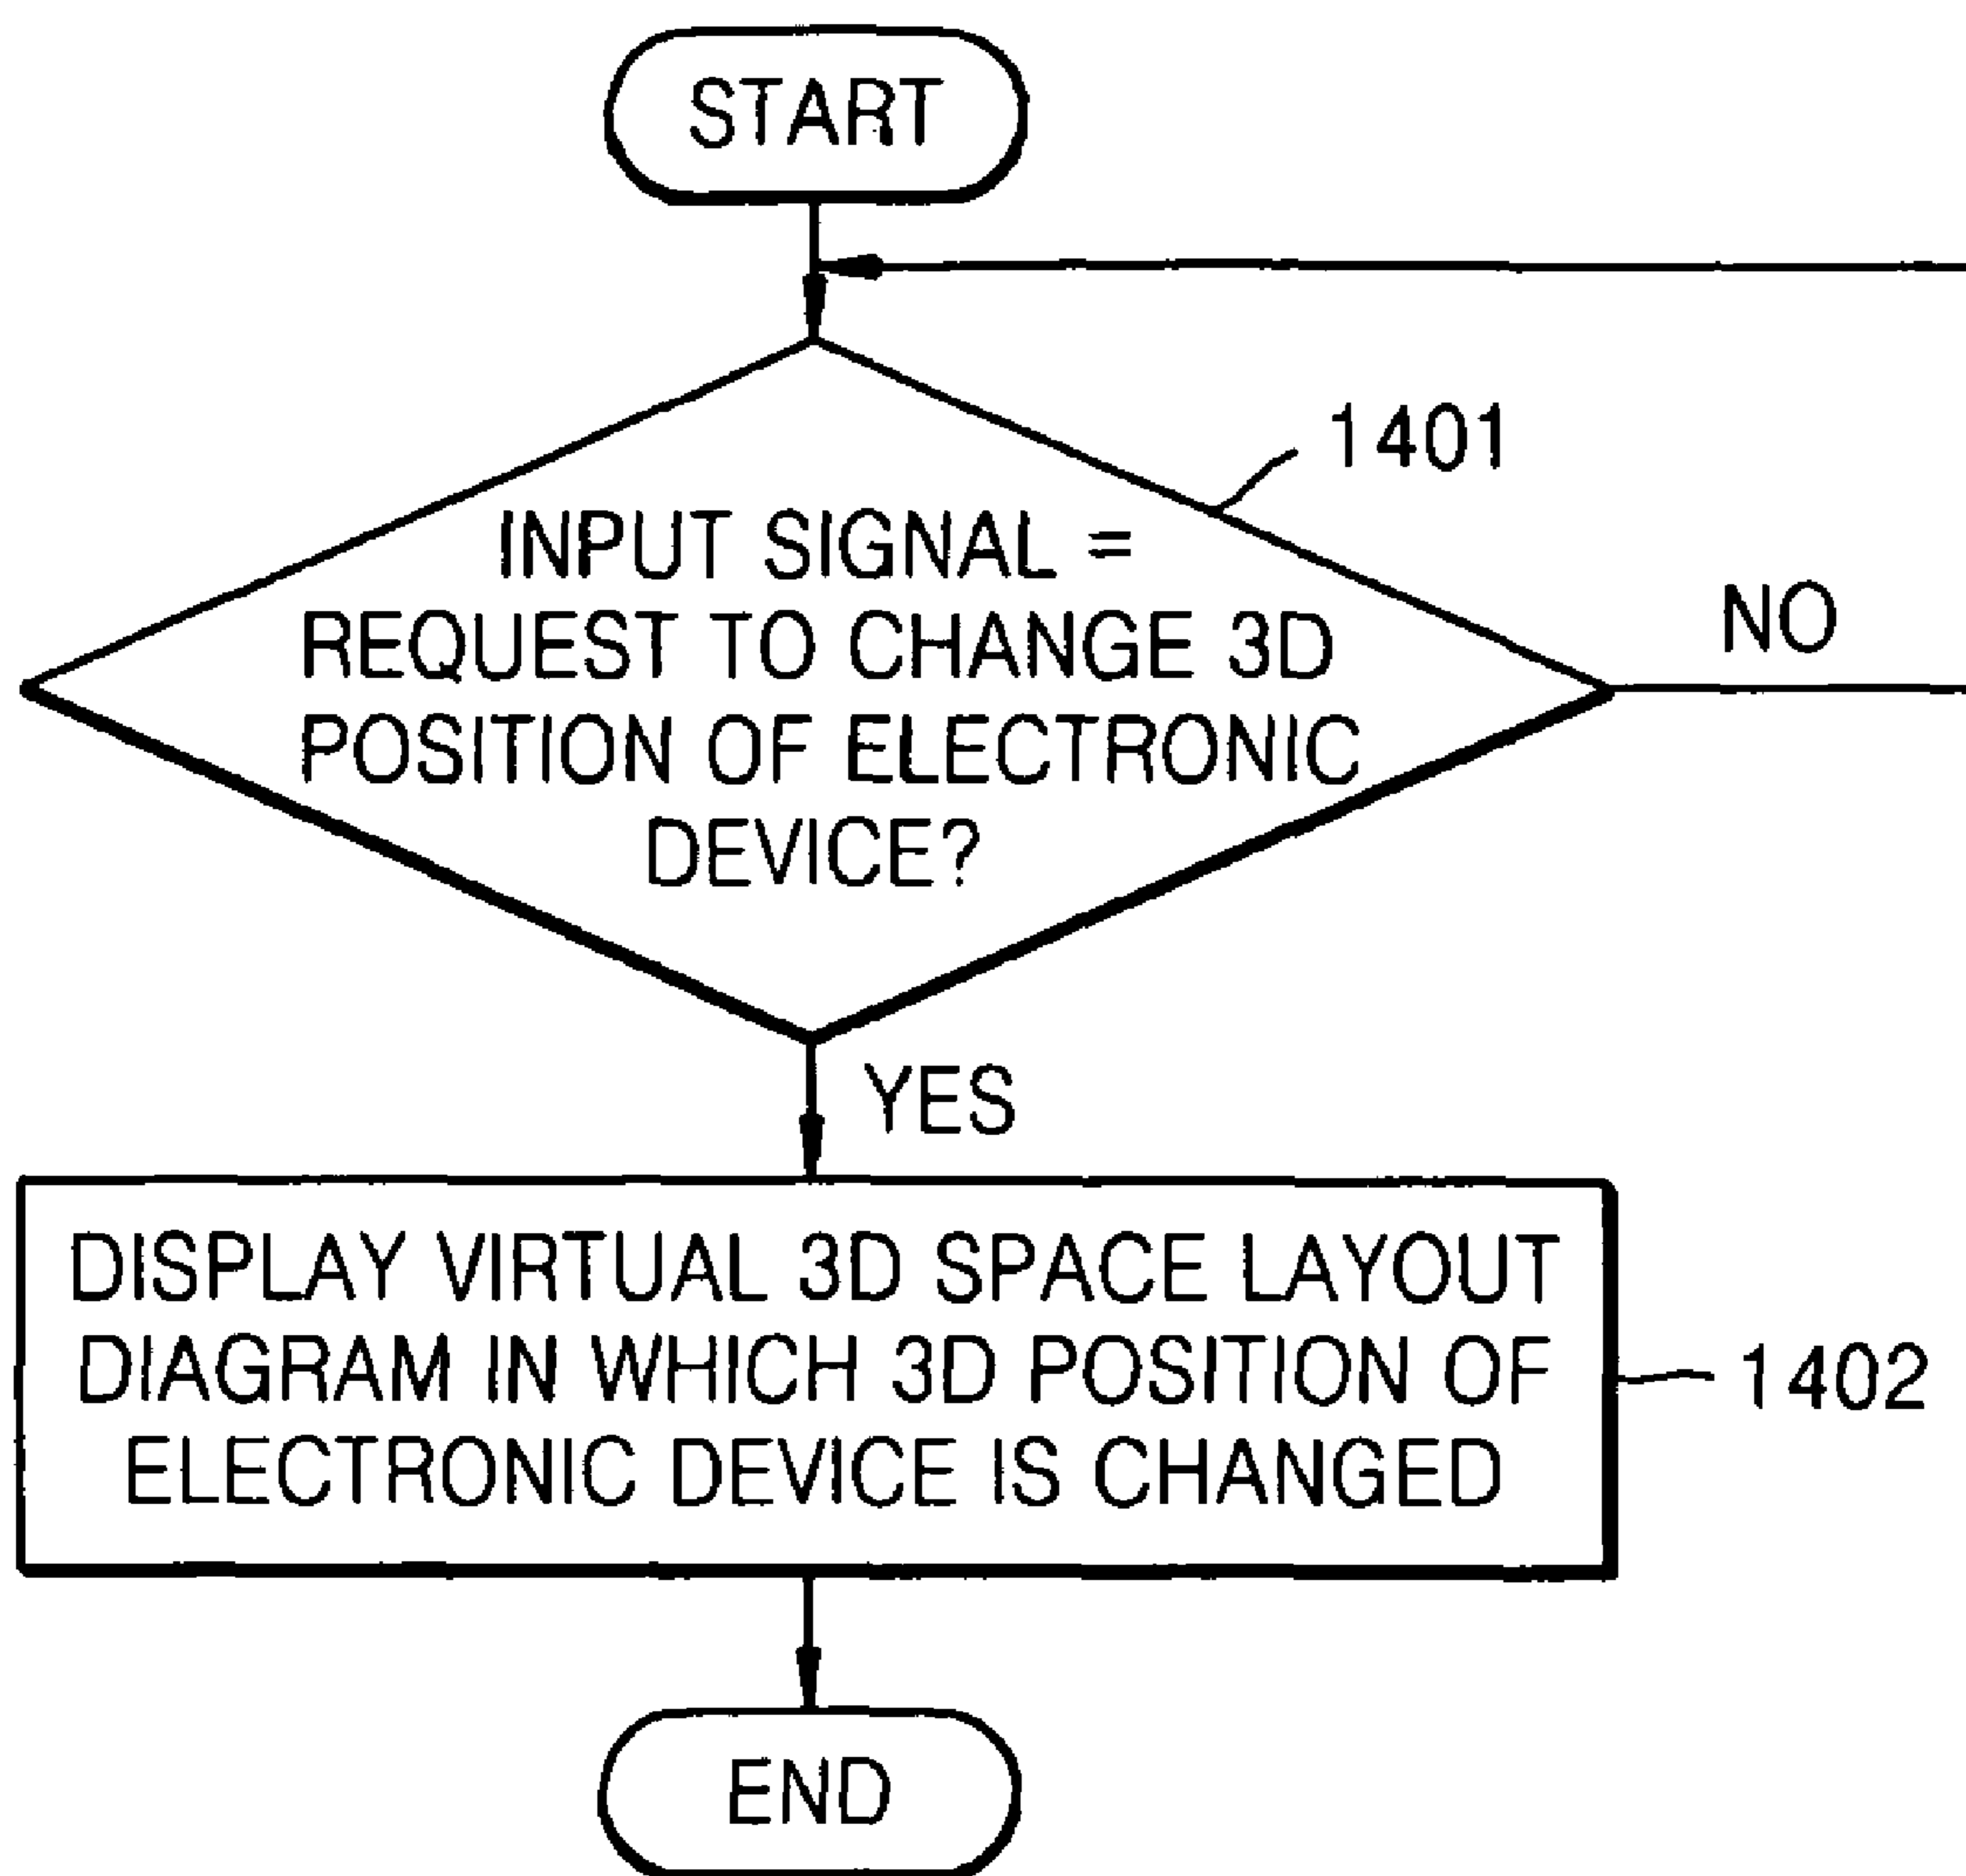 START
1401
INPUT SIGNAL =
REQUEST TO CHANGE 3D
POSITION OF ELECTRONIC
DEVICE?
NO
YES
DISPLAY VIRTUAL 3D SPACE LAYOUT
DIAGRAM IN WHICH 3D POSITION OF
ELECTRONIC DEVICE IS CHANGED
1402
END